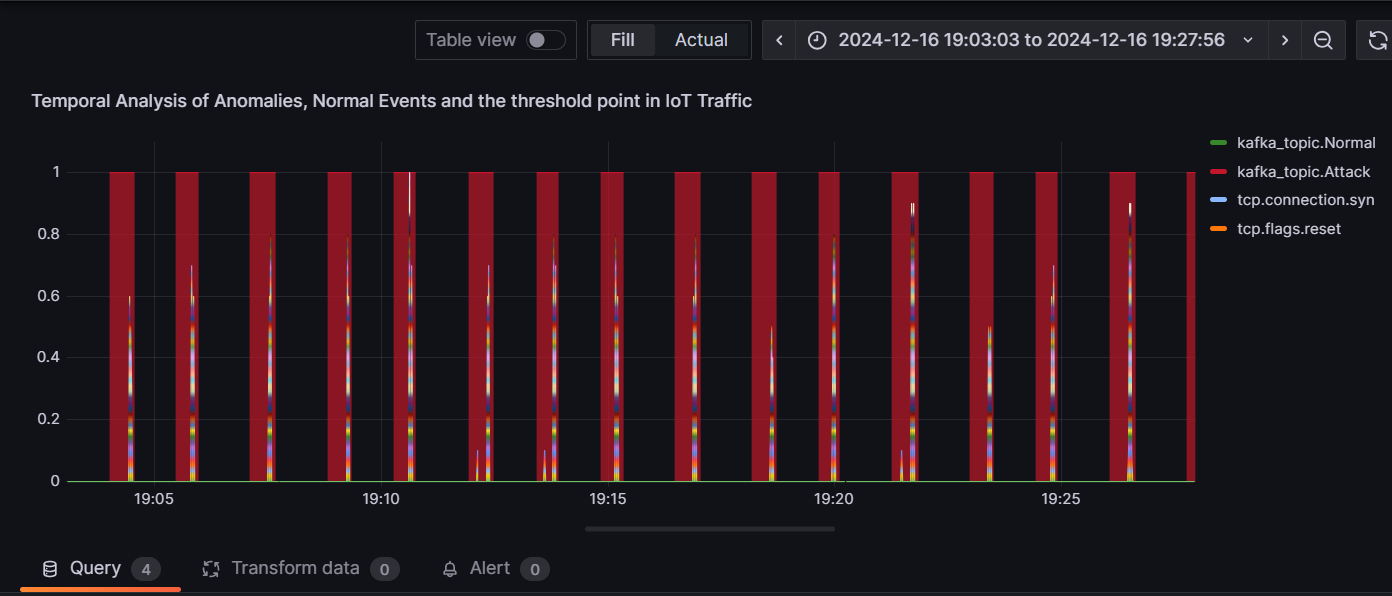 Table view
Fill
Actual
2024-12-16 19:03:03 to 2024-12-16 19:27:56
Temporal Analysis of Anomalies, Normal Events and the threshold point in IoT Traffic
kafka_topic.Normal
kafka_topic.Attack
tcp.connection.syn
tcp.flags.reset
1
0.8
0.6
0.4
0.2
0
19:05
19:10
19:15
19:20
19:25
Query 4
Transform data 0
Alert 0